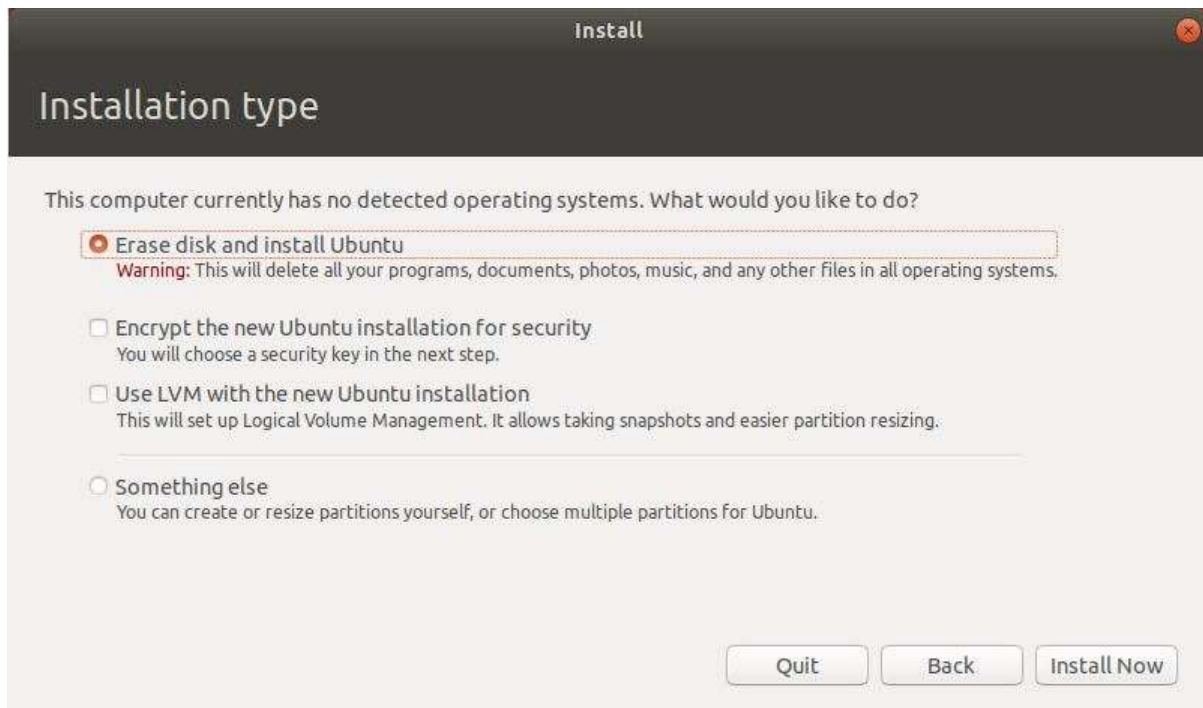 Install
Installation type
This computer currently has no detected operating systems. What would you like to do?
Erase disk and install Ubuntu
Warning: This will delete all your programs, documents, photos, music, and any other files in all operating systems.
Encrypt the new Ubuntu installation for security
You will choose a security key in the next step.
Use LVM with the new Ubuntu installation
This will set up Logical Volume Management. It allows taking snapshots and easier partition resizing.
Something else
You can create or resize partitions yourself, or choose multiple partitions for Ubuntu.
Quit Back Install Now